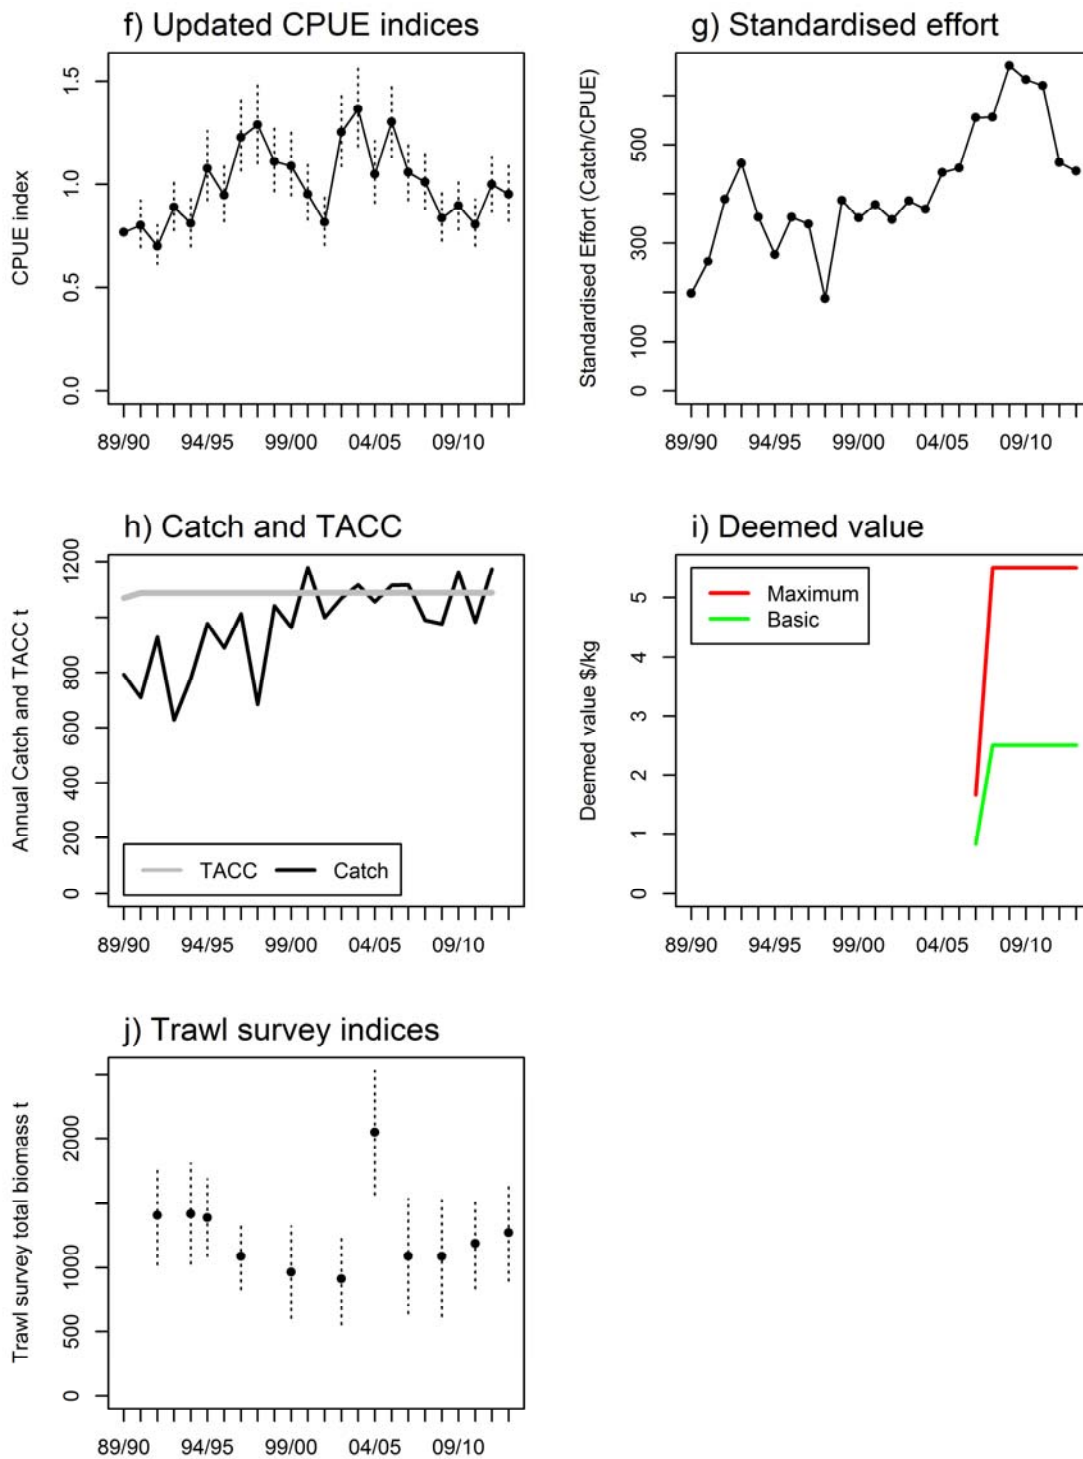 f) Updated CPUE indices
CPUE index
1.5
1.0
0.5
0.0
89/90 94/95 99/00 04/05 09/10
g) Standardised effort
Standardised Effort (Catch/CPUE)
500
300
100
0
89/90 94/95 99/00 04/05 09/10
h) Catch and TACC
Annual Catch and TACC t
1200
800
600
400
200
0
TACC Catch
89/90 94/95 99/00 04/05 09/10
i) Deemed value
Deemed value $/kg
5
4
3
2
1
0
Maximum
Basic
89/90 94/95 99/00 04/05 09/10
j) Trawl survey indices
Trawl survey total biomass t
2000
1000
500
0
89/90 94/95 99/00 04/05 09/10